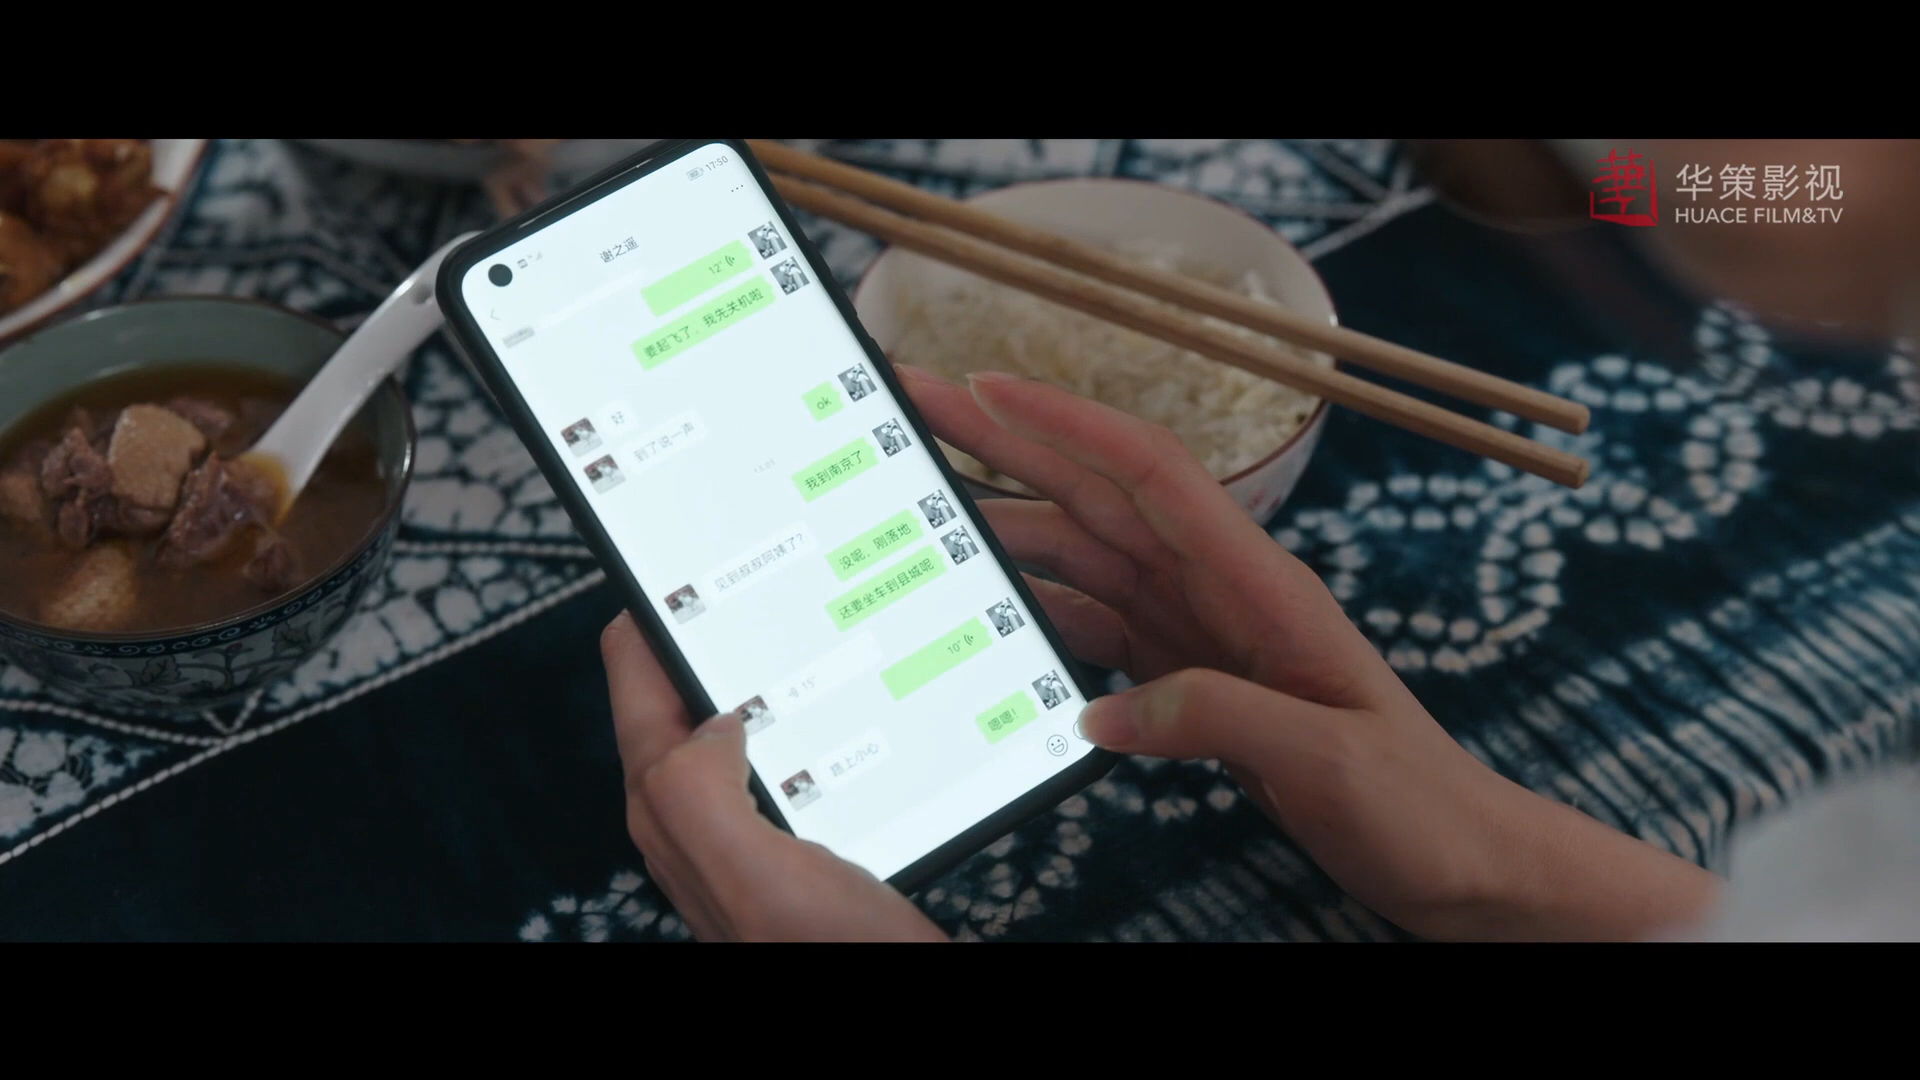 华策影视
HUACE FILM&TV
17:50
谢之遥
12"
要起飞了，我先关机啦
好
到了说一声
ok
我到南京了
见到叔叔阿姨了？
没呢，刚落地
还要坐车到县城呢
15"
10"
路上小心
嗯嗯！